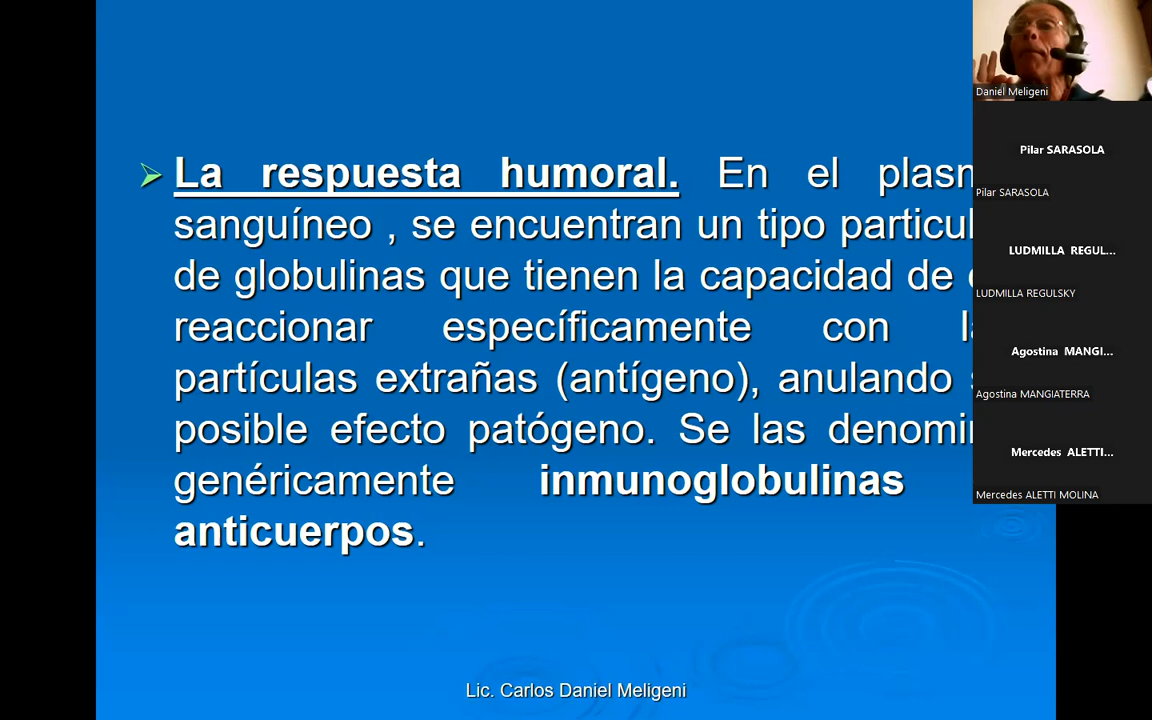 La respuesta humoral. En el plasm
sanguíneo , se encuentran un tipo particul
de globulinas que tienen la capacidad de
reaccionar específicamente con
partículas extrañas (antígeno), anulando
posible efecto patógeno. Se las denomin
genéricamente inmunoglobulinas
anticuerpos.
Lic. Carlos Daniel Meligeni
Daniel Meligeni
Pilar SARASOLA
Pilar SARASOLA
LUDMILLA REGUL...
LUDMILLA REGULSKY
Agostina MANGI...
Agostina MANGIATERRA
Mercedes ALETTI...
Mercedes ALETTI MOLINA